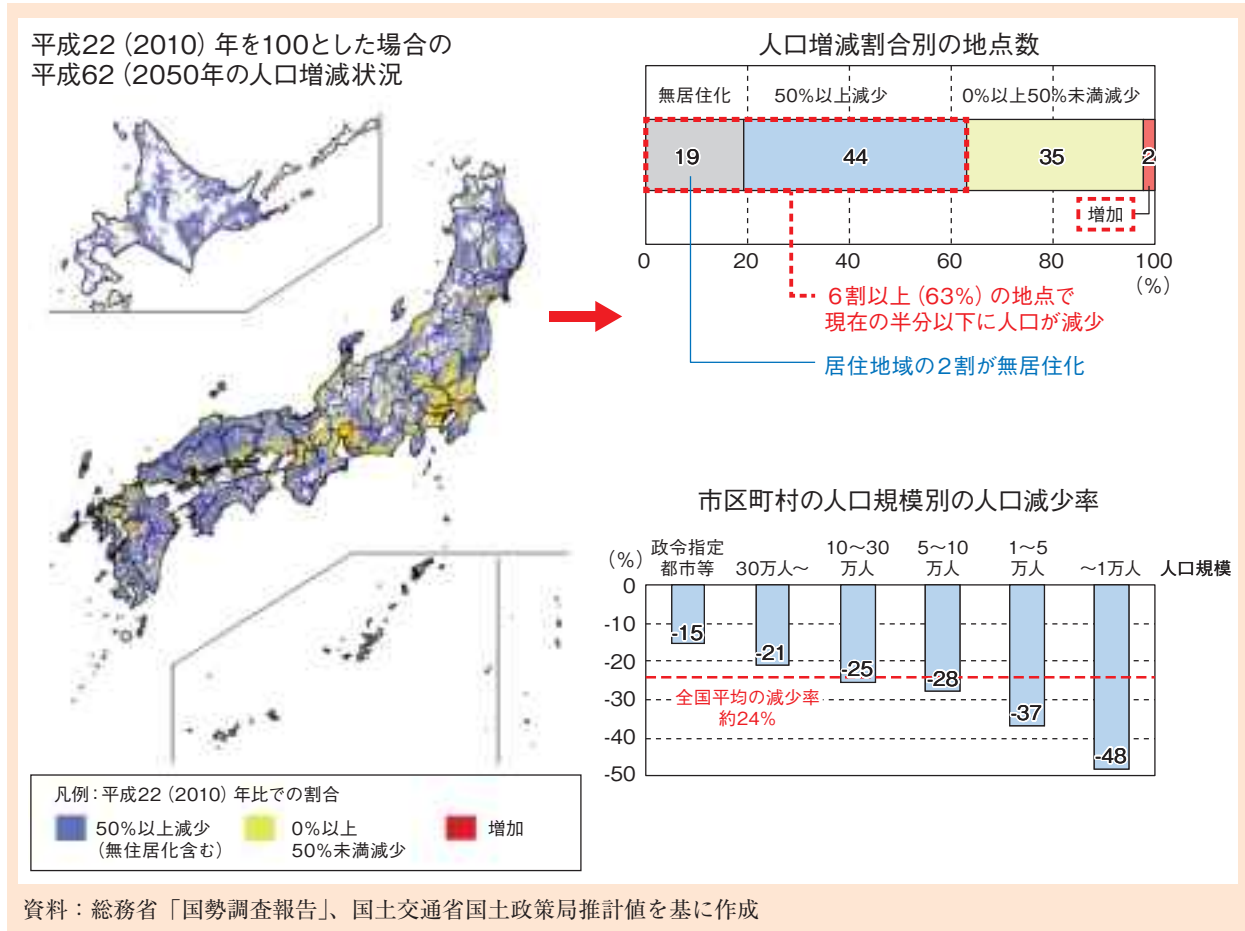 平成22（2010）年を100とした場合の
平成62（2050年の人口増減状況
人口増減割合別の地点数
無居住化
50%以上減少
0%以上50%未満減少
19
44
35
2
増加
0
20
40
60
80
100
(%)
6割以上（63%）の地点で
現在の半分以下に人口が減少
居住地域の2割が無居住化
市区町村の人口規模別の人口減少率
(%)
政令指定
都市等
30万人〜
10〜30
万人
5〜10
万人
1〜5
万人
〜1万人
人口規模
0
-10
-20
-30
-40
-50
-15
-21
-25
-28
-37
-48
全国平均の減少率
約24%
凡例：平成22（2010）年比での割合
50%以上減少
（無住居化含む）
0%以上
50%未満減少
増加
資料：総務省「国勢調査報告」、国土交通省国土政策局推計値を基に作成